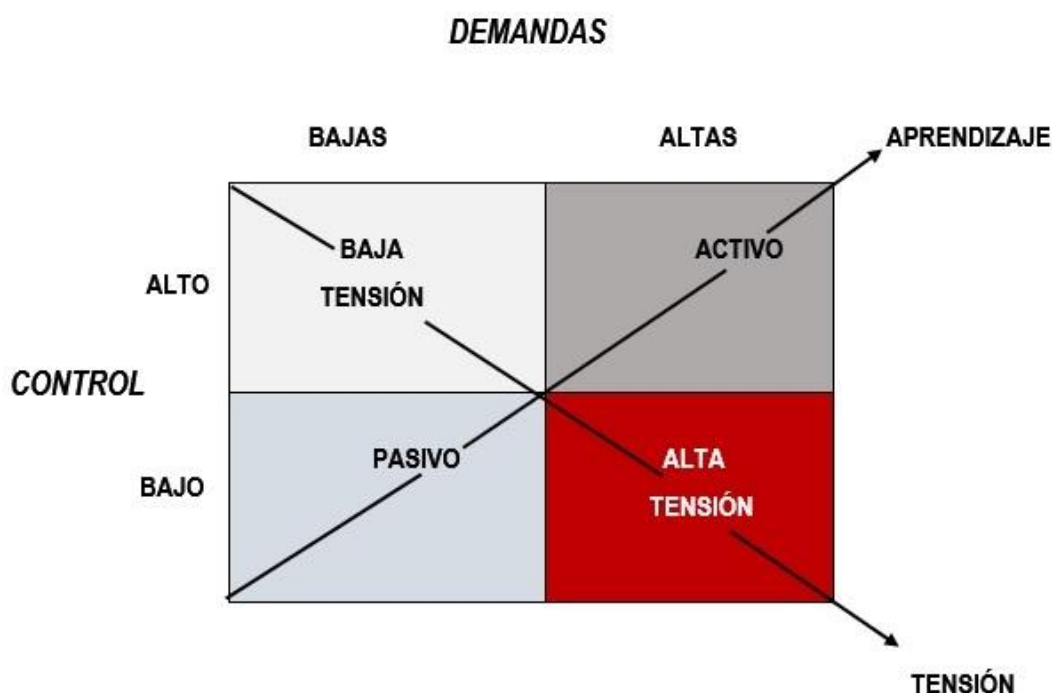 DEMANDAS
BAJAS ALTAS APRENDIZAJE
BAJA ACTIVO
ALTO TENSIÓN
CONTROL
PASIVO ALTA
BAJO TENSIÓN
TENSIÓN